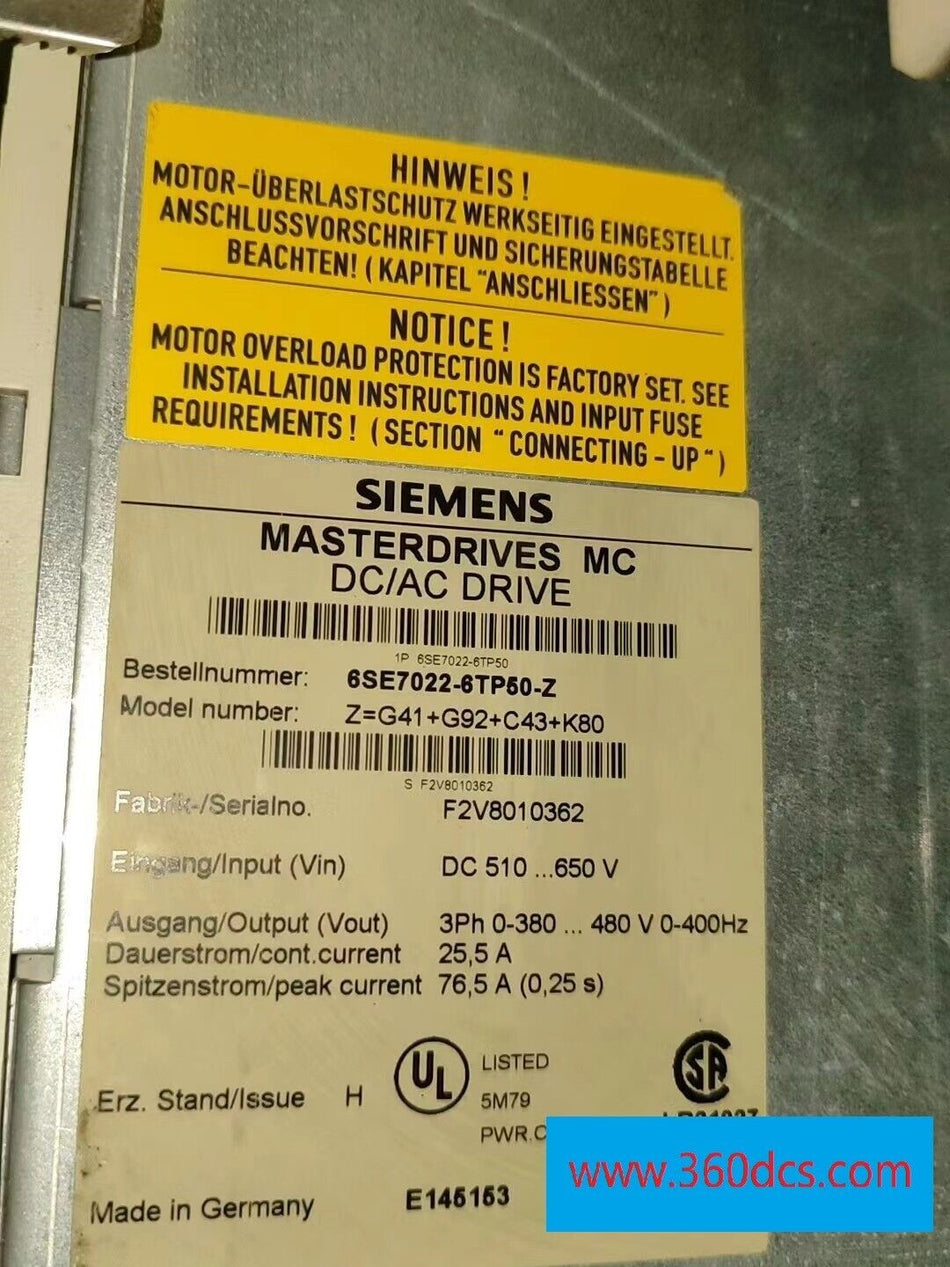 HINWEIS !
MOTOR-ÜBERLASTSCHUTZ WERKSEITIG EINGESTELLT.
ANSCHLUSSVORSCHRIFT UND SICHERUNGSTABELLE
BEACHTEN! ( KAPITEL "ANSCHLIESSEN" )
NOTICE !
MOTOR OVERLOAD PROTECTION IS FACTORY SET. SEE
INSTALLATION INSTRUCTIONS AND INPUT FUSE
REQUIREMENTS ! ( SECTION " CONNECTING - UP " )
SIEMENS
MASTERDRIVES MC
DC/AC DRIVE
1P 6SE7022-6TP50
Bestellnummer: 6SE7022-6TP50-Z
Model number: Z=G41+G92+C43+K80
S F2V8010362
Fabrik-/Serialno. F2V8010362
Eingang/Input (Vin) DC 510 ...650 V
Ausgang/Output (Vout) 3Ph 0-380 ... 480 V 0-400Hz
Dauerstrom/cont.current 25,5 A
Spitzenstrom/peak current 76,5 A (0,25 s)
Erz. Stand/Issue H
UL LISTED
5M79
PWR.C
SA
Made in Germany E145153
www.360dcs.com